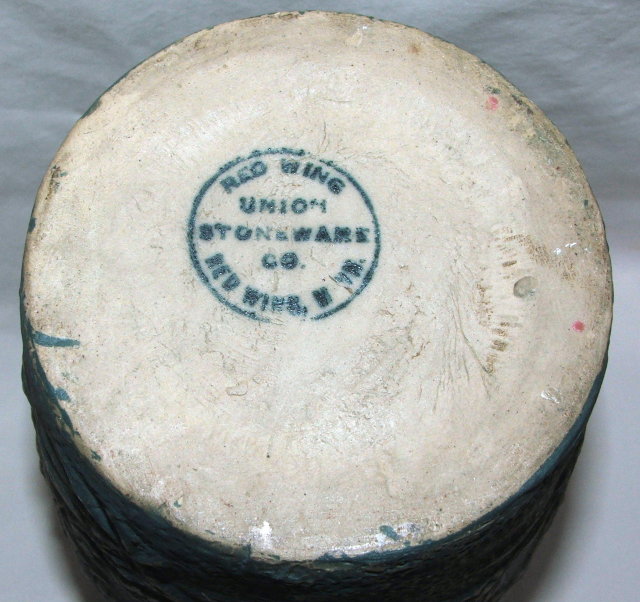 RED WING
UNION
STONEWARE
CO.
RED WING, MINN.